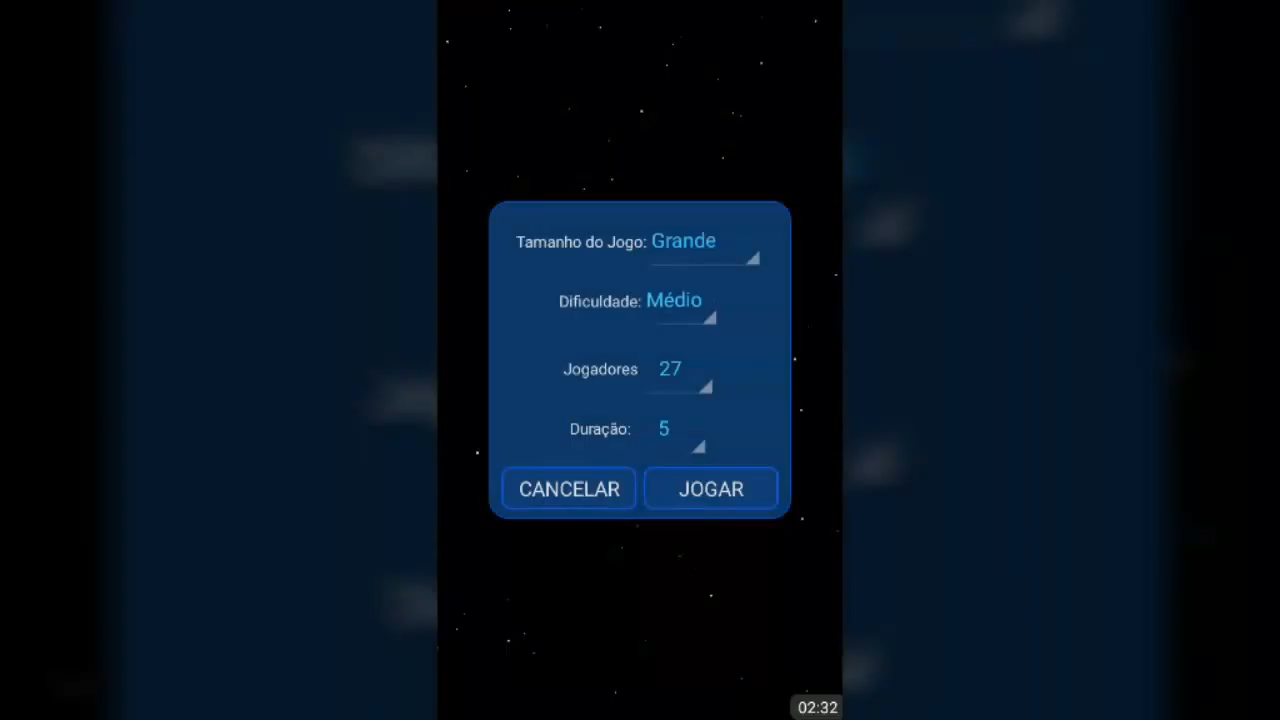 Tamanho do Jogo: Grande
Dificuldade: Médio
Jogadores 27
Duração: 5
CANCELAR JOGAR
02:32